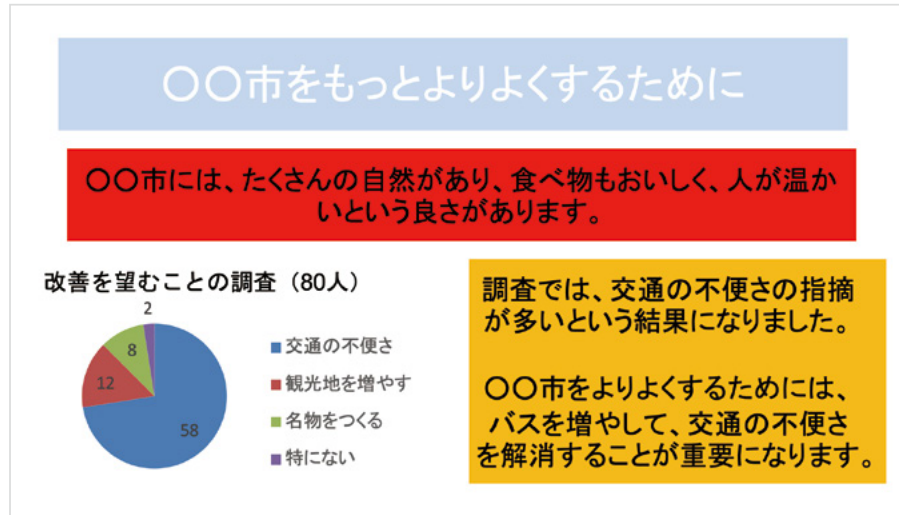 〇〇市をもっとよりよくするために
〇〇市には、たくさんの自然があり、食べ物もおいしく、人が温か
いという良さがあります。
改善を望むことの調査（80人）
2
8
12
58
交通の不便さ
観光地を増やす
名物をつくる
特にない
調査では、交通の不便さの指摘
が多いという結果になりました。
〇〇市をよりよくするためには、
バスを増やして、交通の不便さ
を解消することが重要になります。